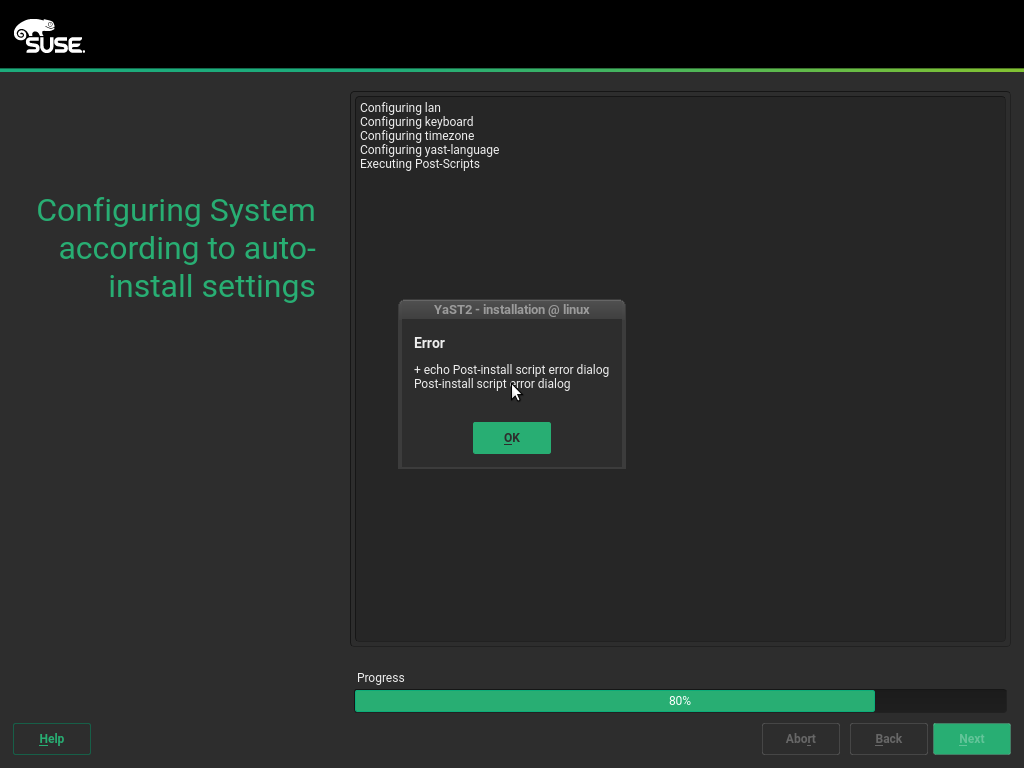 SUSE.
Configuring System
according to auto-
install settings
Configuring lan
Configuring keyboard
Configuring timezone
Configuring yast-language
Executing Post-Scripts
YaST2 - installation @ linux
Error
+ echo Post-install script error dialog
Post-install script error dialog
OK
Progress
80%
Help
Abort
Back
Next